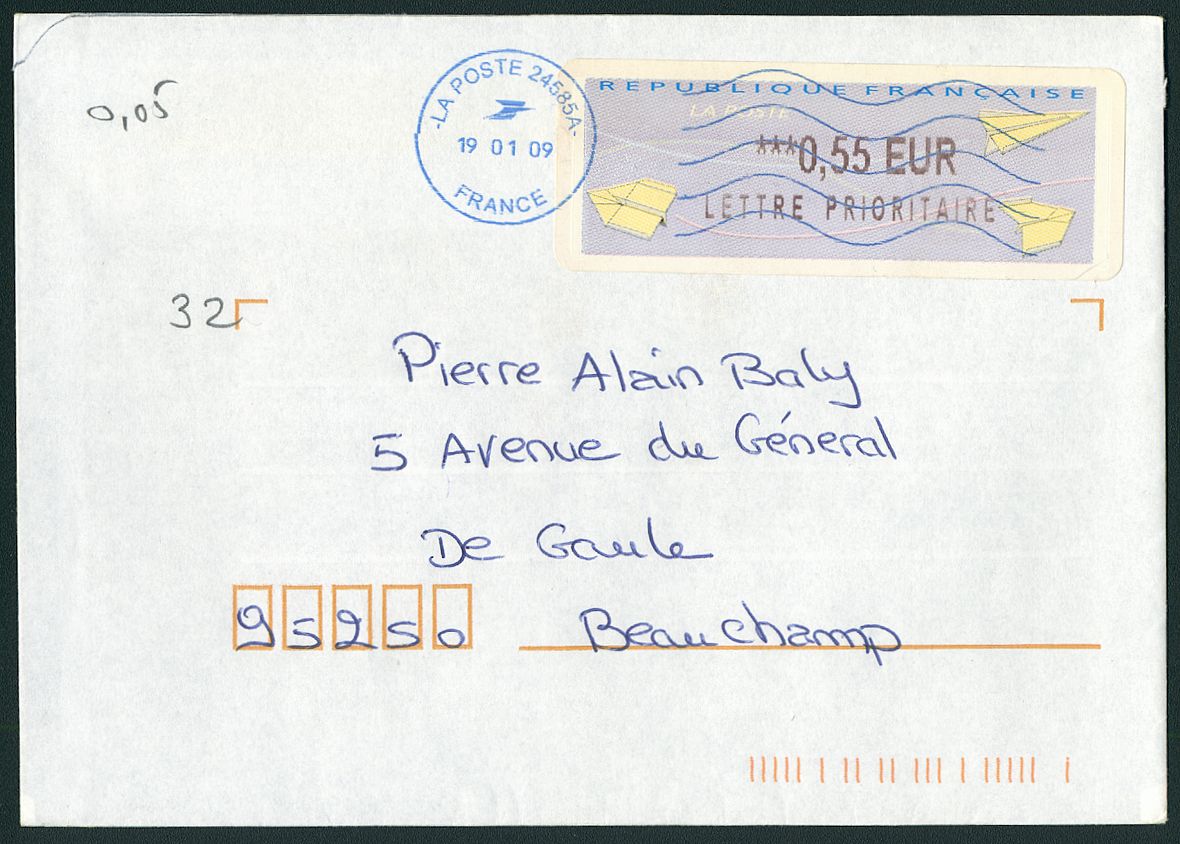 0,05
-LA POSTE 24585A-
19 01 09
FRANCE
REPUBLIQUE FRANÇAISE
LA POSTE
***0,55 EUR
LETTRE PRIORITAIRE
32
Pierre Alain Baly
5 Avenue du Géneral
De Gaule
95250 Beauchamp